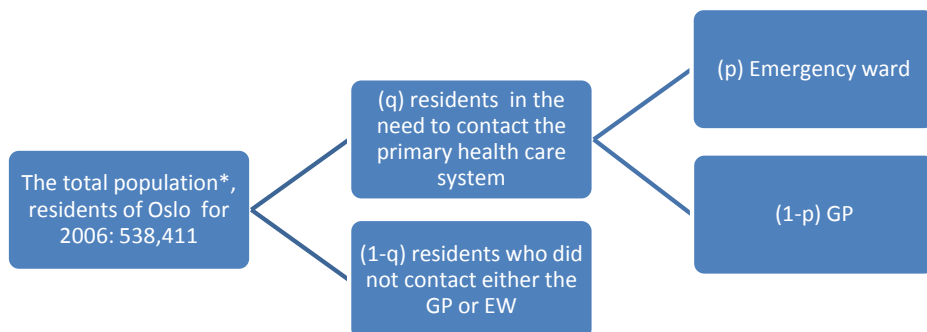 The total population*,
residents of Oslo for
2006: 538,411
(q) residents in the
need to contact the
primary health care
system
(1-q) residents who did
not contact either the
GP or EW
(p) Emergency ward
(1-p) GP